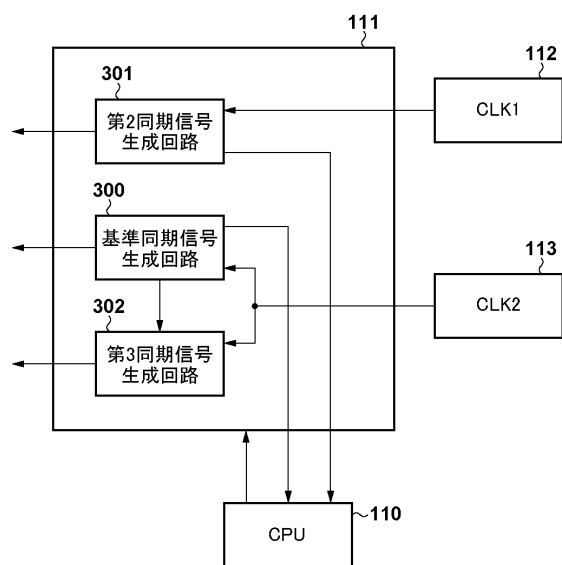 111
112
301
CLK1
第2同期信号
生成回路
300
基準同期信号
生成回路
113
302
CLK2
第3同期信号
生成回路
110
CPU